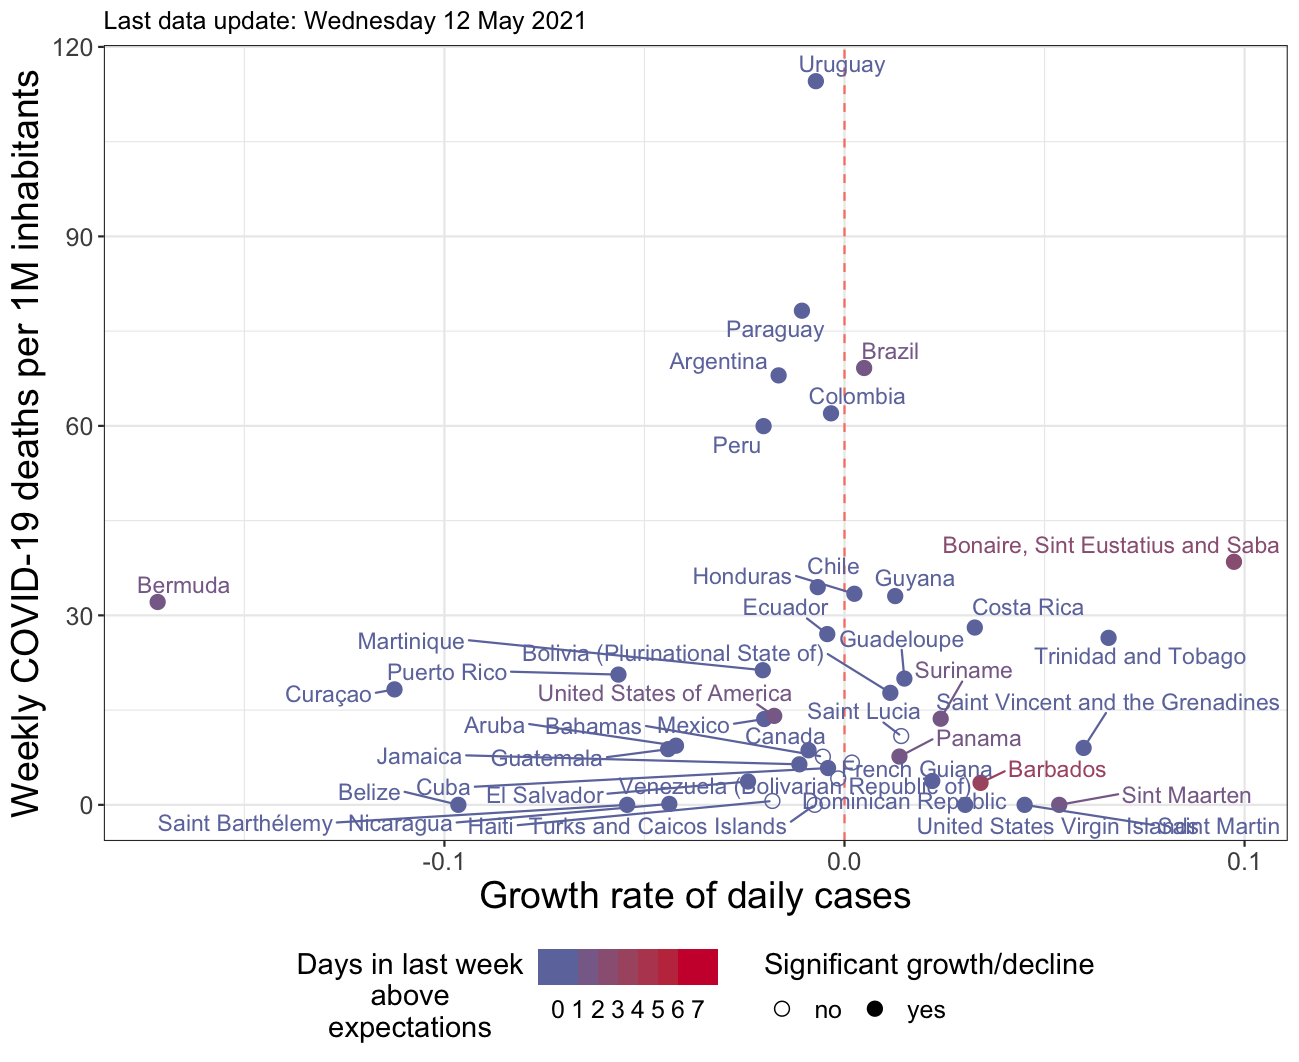 Last data update: Wednesday 12 May 2021
Weekly COVID-19 deaths per 1M inhabitants
120
90
60
30
0
Uruguay
Paraguay
Brazil
Argentina
Colombia
Peru
Bonaire, Sint Eustatius and Saba
Chile
Honduras
Guyana
Bermuda
Ecuador
Costa Rica
Martinique
Guadeloupe
Bolivia (Plurinational State of)
Trinidad and Tobago
Puerto Rico
Suriname
Curaçao
United States of America
Saint Vincent and the Grenadines
Saint Lucia
Aruba
Bahamas
Mexico
Canada
Panama
Jamaica
Guatemala
French Guiana
Barbados
Cuba
Venezuela (Bolivarian Republic of)
Belize
El Salvador
Sint Maarten
Dominican Republic
Saint Barthélemy
Nicaragua
Haiti
Turks and Caicos Islands
United States Virgin Islands
Saint Martin
-0.1
0.0
0.1
Growth rate of daily cases
Days in last week
above
expectations
0 1 2 3 4 5 6 7
Significant growth/decline
no
yes